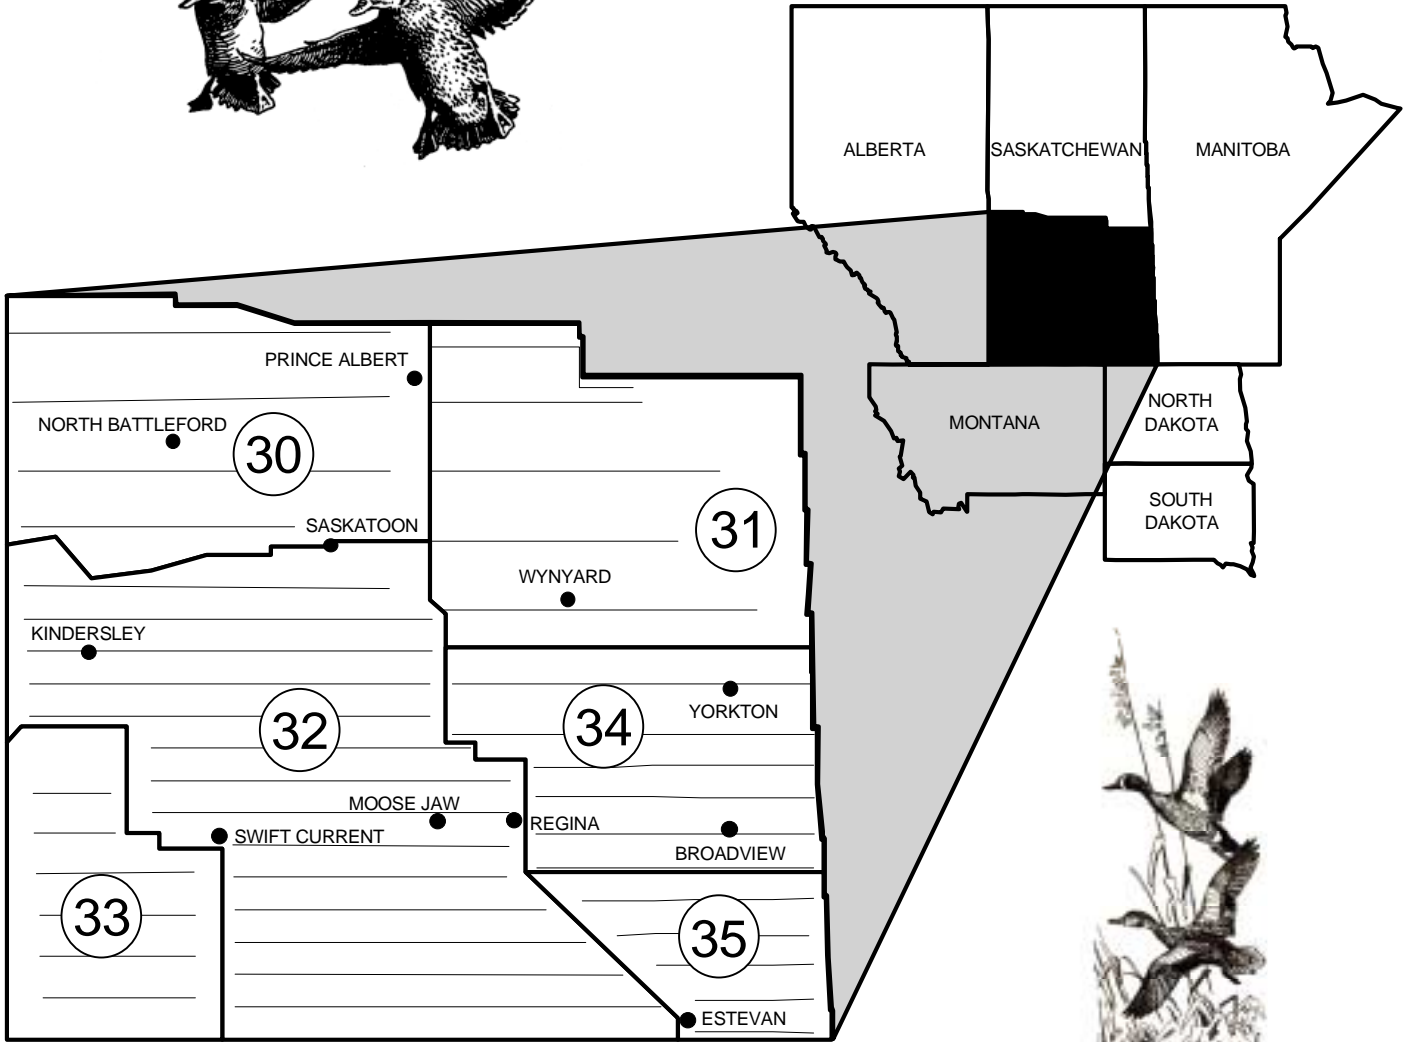 ALBERTA
SASKATCHEWAN
MANITOBA
MONTANA
NORTH
DAKOTA
SOUTH
DAKOTA
PRINCE ALBERT
NORTH BATTLEFORD
30
SASKATOON
31
WYNYARD
KINDERSLEY
32
34
YORKTON
MOOSE JAW
REGINA
SWIFT CURRENT
BROADVIEW
33
35
ESTEVAN